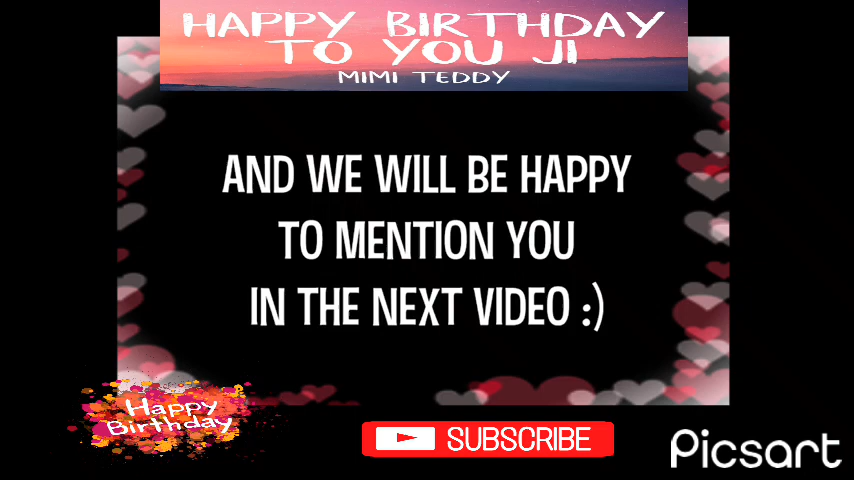 HAPPY BIRTHDAY
TO YOU JI
MIMI TEDDY
AND WE WILL BE HAPPY
TO MENTION YOU
IN THE NEXT VIDEO :)
Happy
Birthday
SUBSCRIBE
Picsart